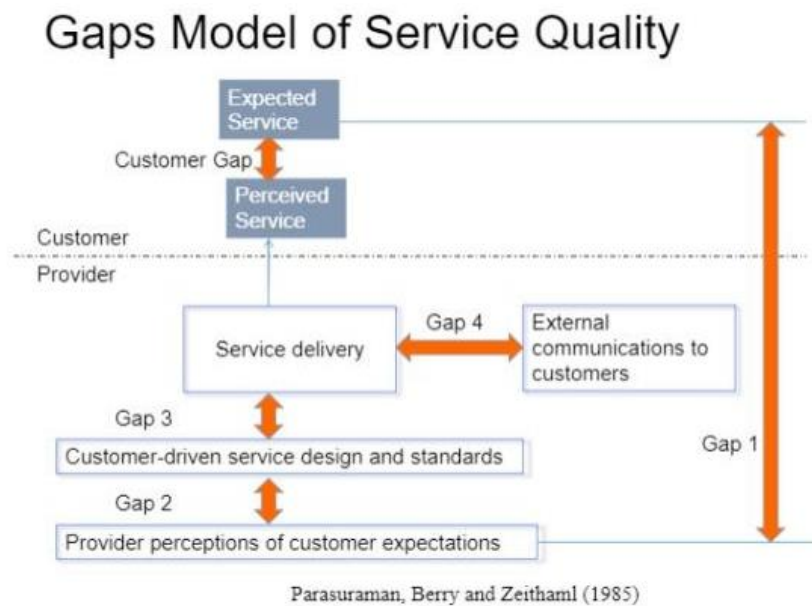 Gaps Model of Service Quality
Expected
Service
Customer Gap
Perceived
Service
Customer
Provider
Service delivery
Gap 4
External
communications to
customers
Gap 3
Customer-driven service design and standards
Gap 1
Gap 2
Provider perceptions of customer expectations
Parasuraman, Berry and Zeithaml (1985)